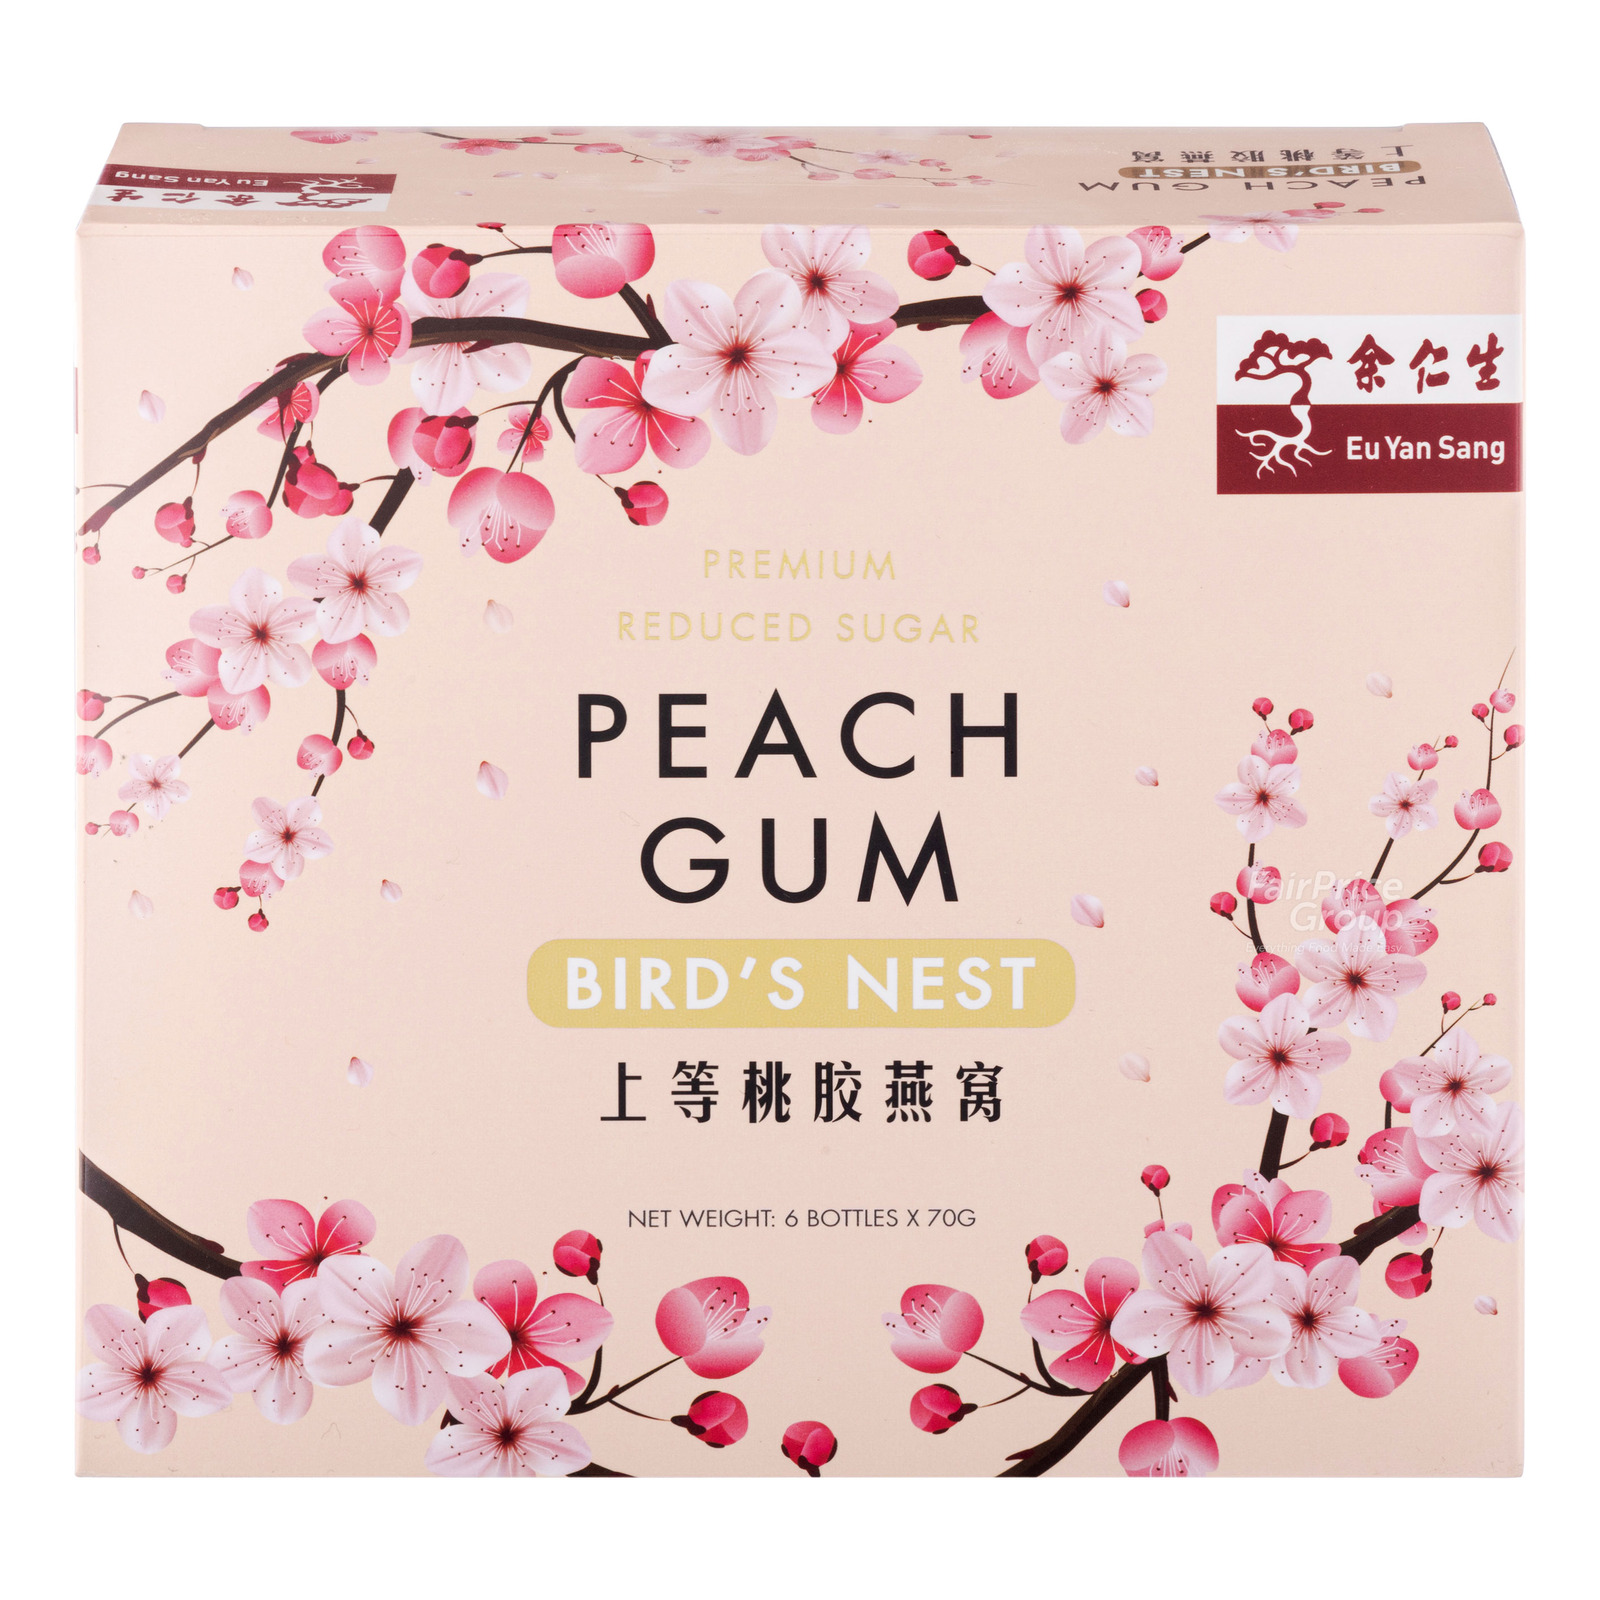 余仁生
Eu Yan Sang
PEACH GUM
BIRD'S NEST
上等桃胶燕窝
余仁生
Eu Yan Sang
PREMIUM
REDUCED SUGAR
PEACH
GUM
BIRD'S NEST
上等桃胶燕窝
NET WEIGHT: 6 BOTTLES X 70G
FairPrice
Group